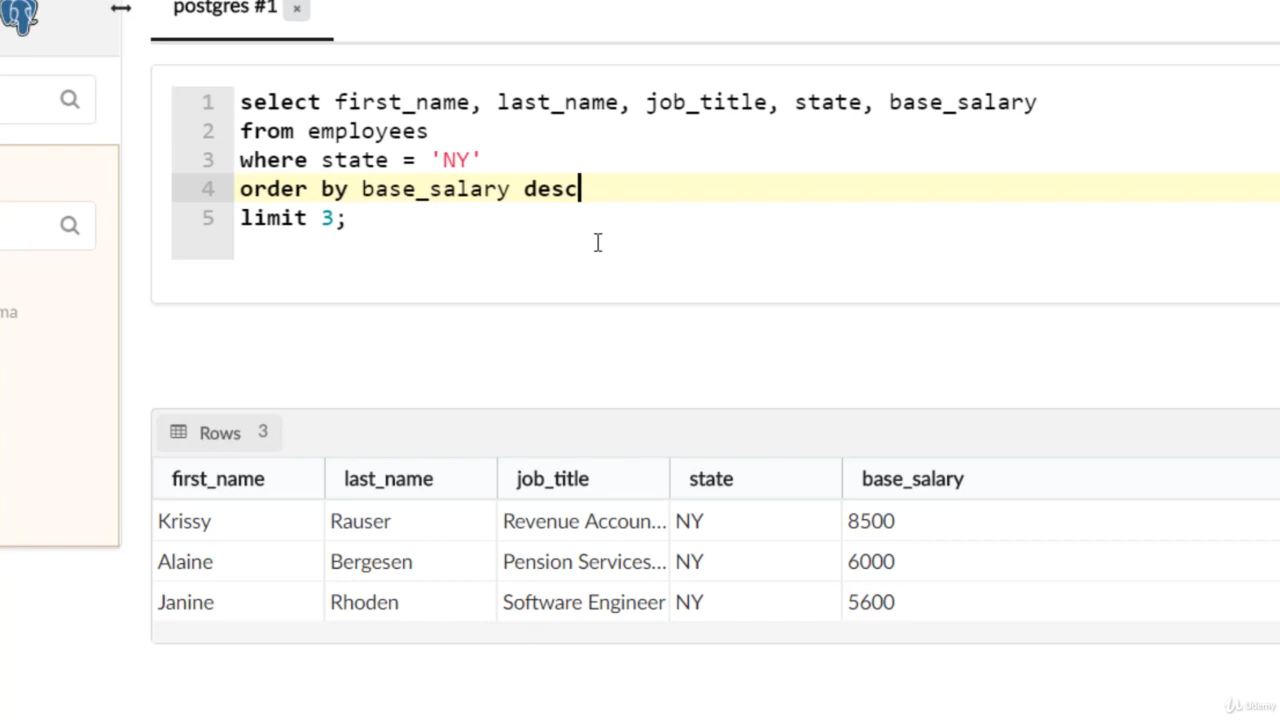 postgres #1 ×
1 select first_name, last_name, job_title, state, base_salary
2 from employees
3 where state = 'NY'
4 order by base_salary desc
5 limit 3;
ma
Rows 3
first_name last_name job_title state base_salary
Krissy Rauser Revenue Accoun... NY 8500
Alaine Bergesen Pension Services... NY 6000
Janine Rhoden Software Engineer NY 5600
Udemy